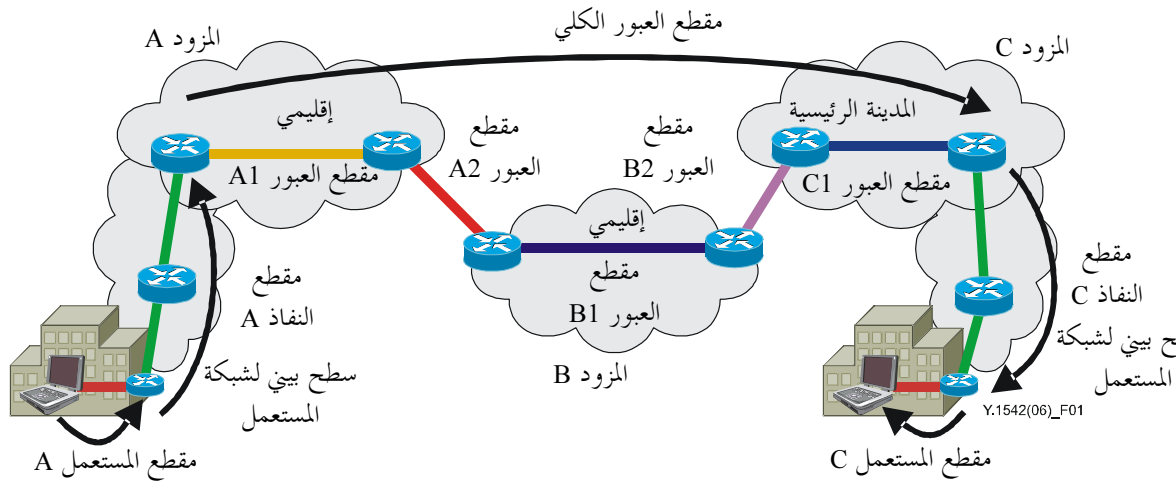 مقطع العبور الكلي
المزود A
المزود C
إقليمي
المدينة الرئيسية
مقطع
العبور A2
مقطع
العبور B2
مقطع العبور A1
مقطع العبور C1
إقليمي
مقطع
العبور B1
المزود B
مقطع
النفاذ A
مقطع
النفاذ C
سطح بيني لشبكة
المستعمل
ح بيني لشبكة
المستعمل
Y.1542(06)_F01
مقطع المستعمل A
مقطع المستعمل C